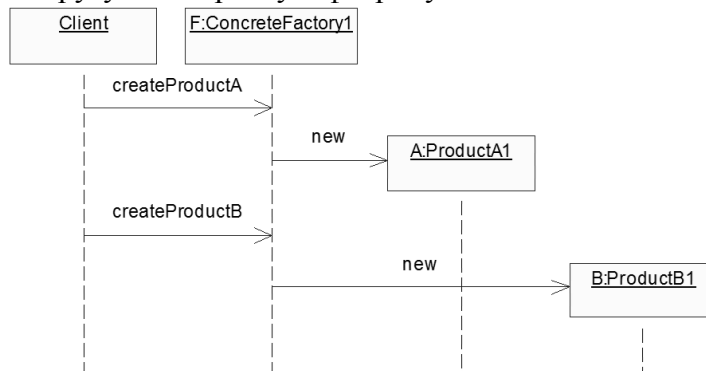 Client
F:ConcreteFactory1
createProductA
new
A:ProductA1
createProductB
new
B:ProductB1